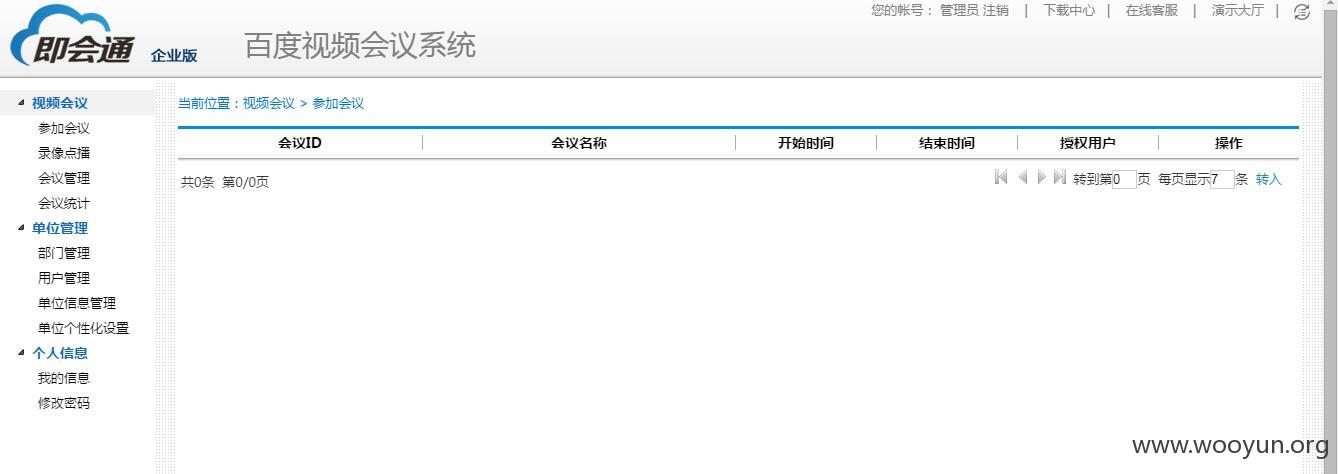 您的帐号： 管理员 注销 | 下载中心 | 在线客服 | 演示大厅 |
即会通 企业版 百度视频会议系统
视频会议
参加会议
录像点播
会议管理
会议统计
单位管理
部门管理
用户管理
单位信息管理
单位个性化设置
个人信息
我的信息
修改密码
当前位置：视频会议 > 参加会议
会议ID 会议名称 开始时间 结束时间 授权用户 操作
共0条 第0/0页 转到第0页 每页显示7条 转入
www.wooyun.org